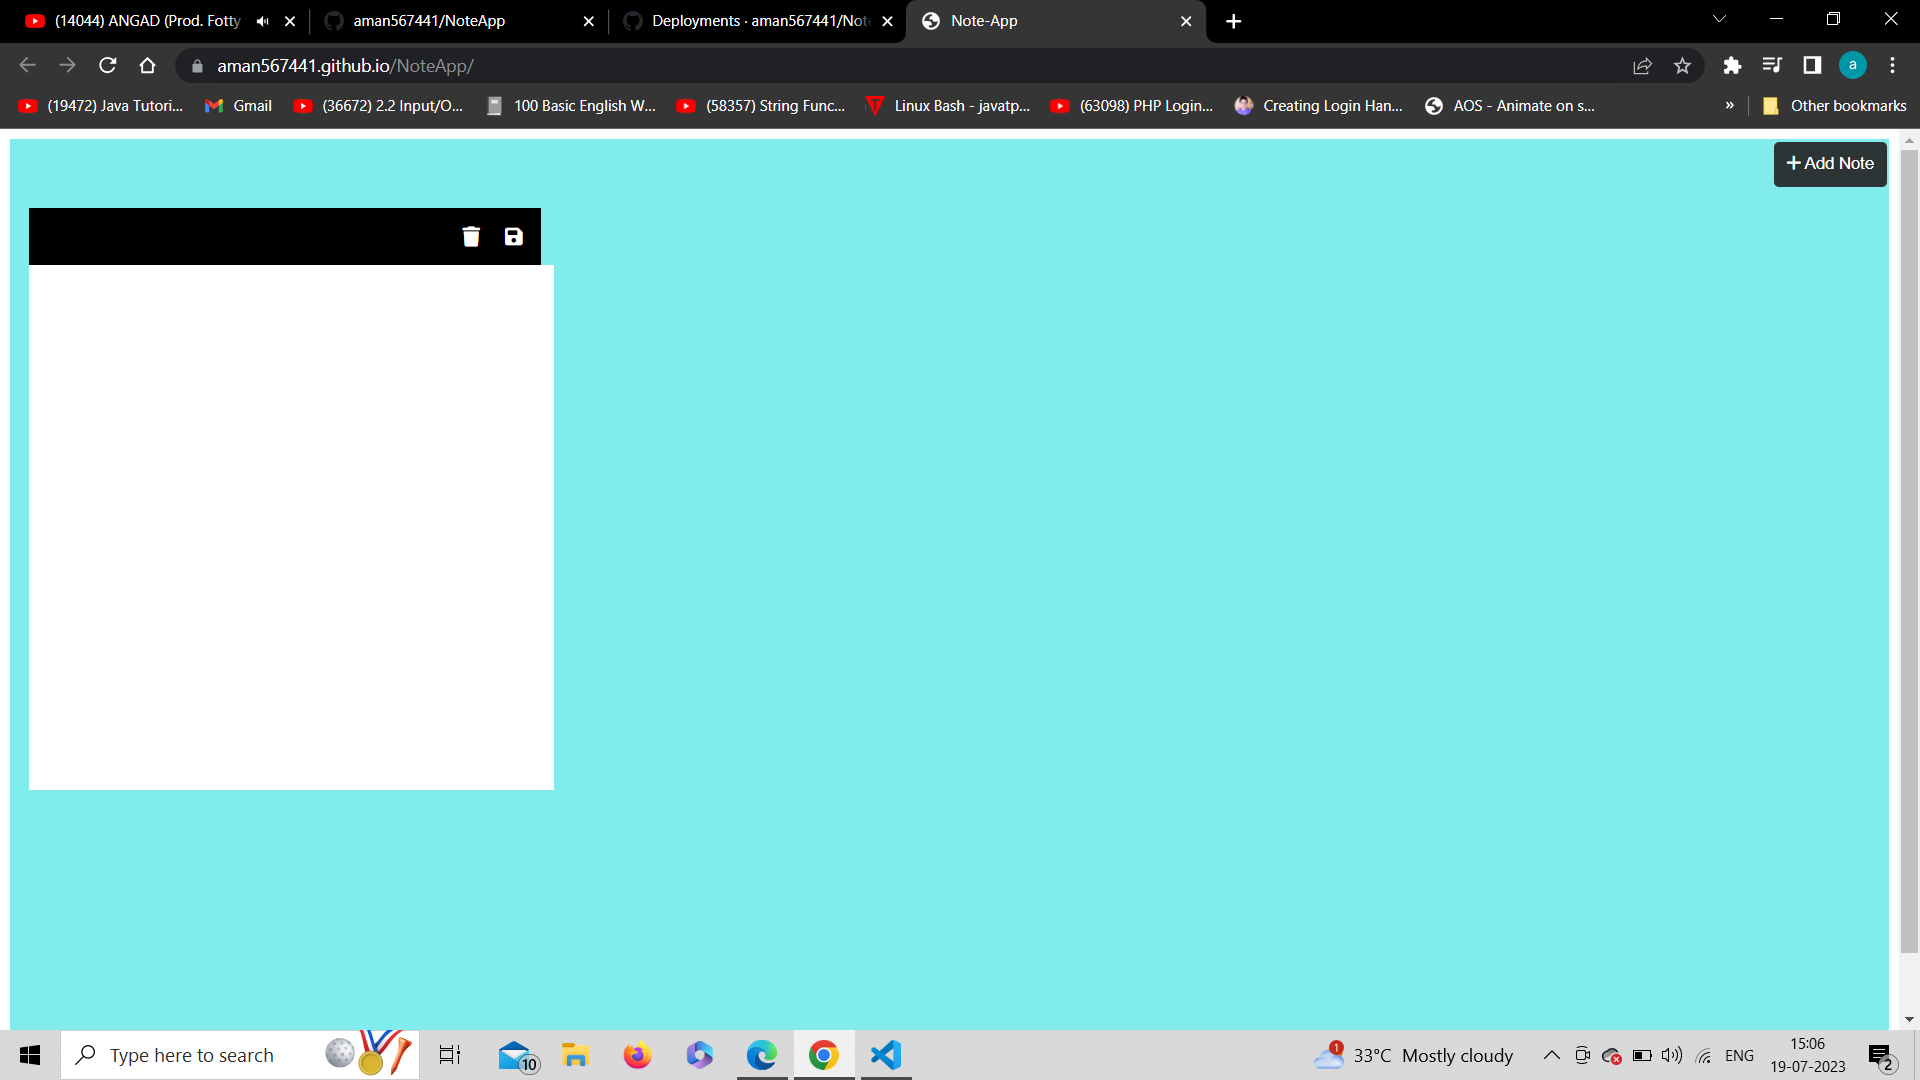 (14044) ANGAD (Prod. Fotty
aman567441/NoteApp
Deployments · aman567441/Not
Note-App
aman567441.github.io/NoteApp/
a
(19472) Java Tutori...
Gmail
(36672) 2.2 Input/O...
100 Basic English W...
(58357) String Func...
Linux Bash - javatp...
(63098) PHP Login...
Creating Login Han...
AOS - Animate on s...
»
Other bookmarks
+ Add Note
Type here to search
10
1
33°C Mostly cloudy
ENG
15:06
19-07-2023
2